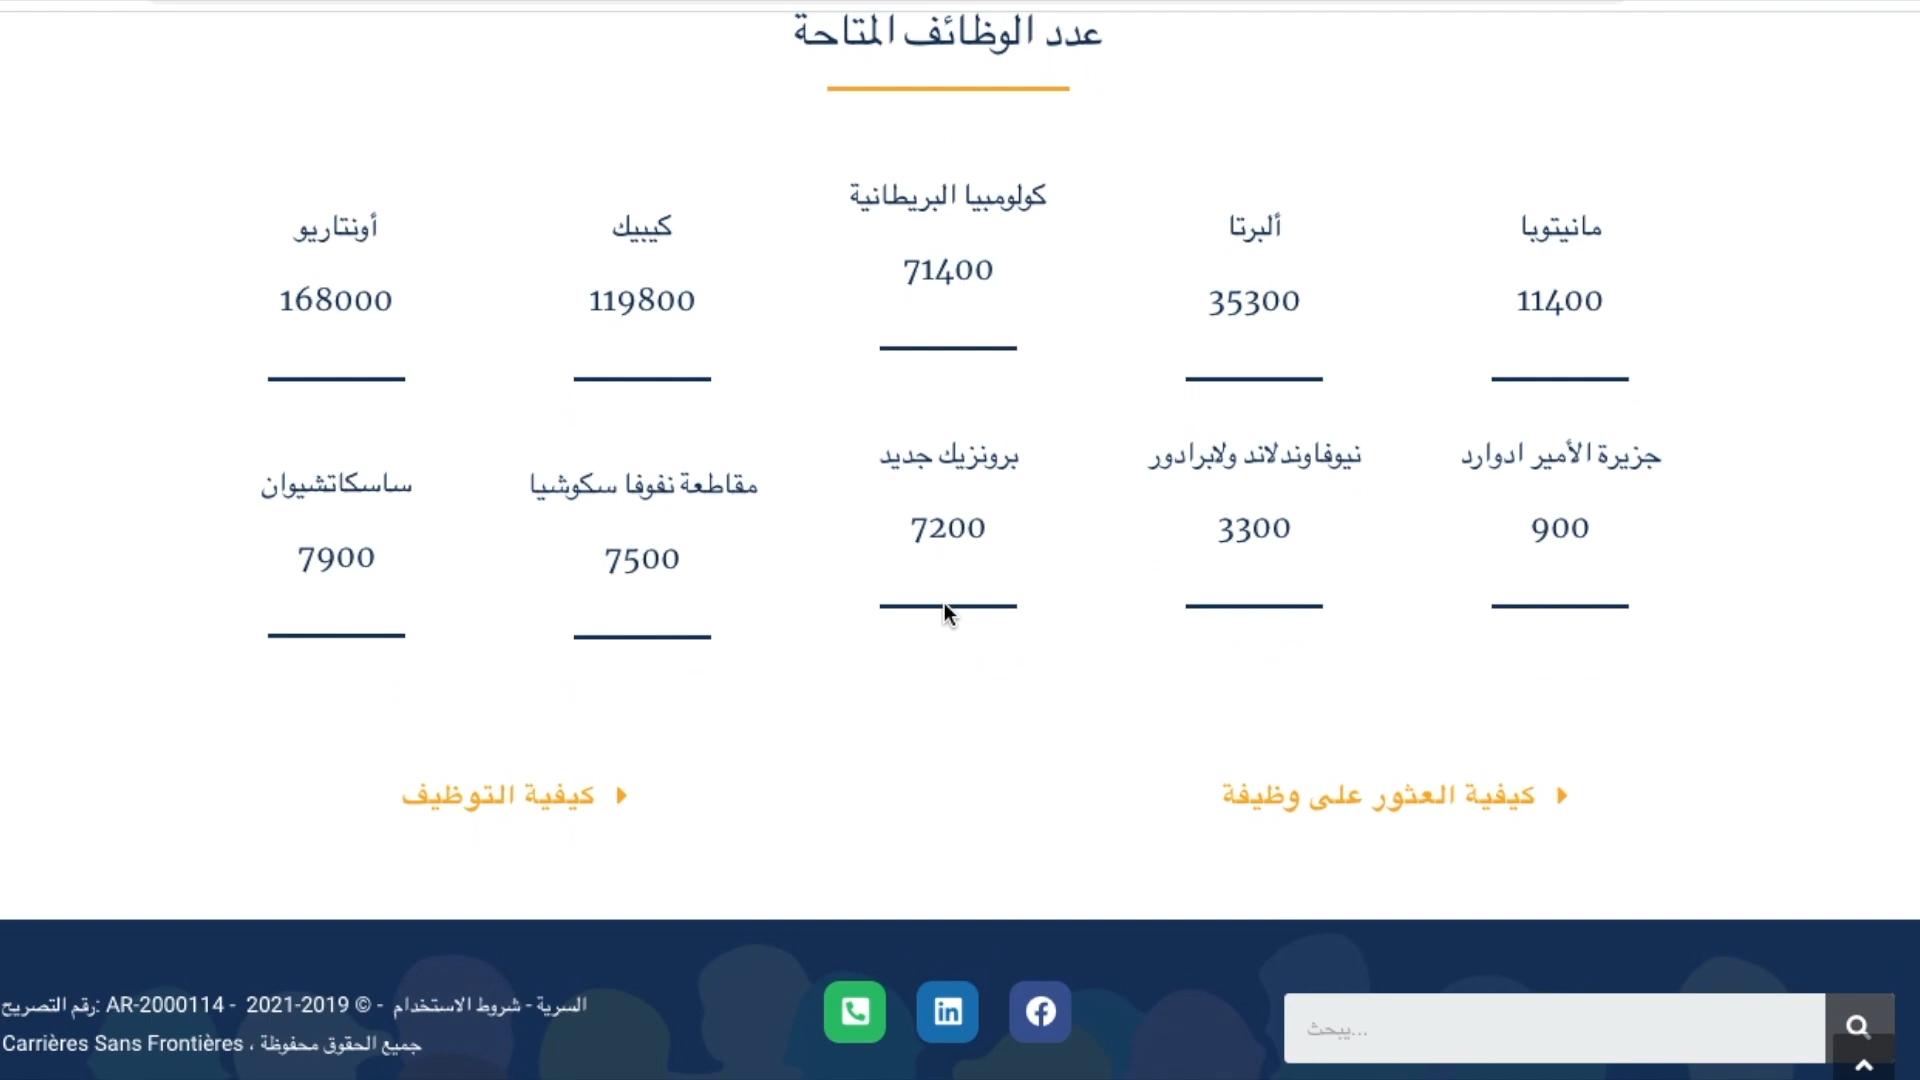 عدد الوظائف المتاحة
أونتاريو
168000
كيبيك
119800
كولومبيا البريطانية
71400
ألبرتا
35300
مانيتوبا
11400
ساسكاتشيوان
7900
مقاطعة نفوفا سكوشيا
7500
برونزيك جديد
7200
نيوفاوندلاند ولابرادور
3300
جزيرة الأمير ادوارد
900
كيفية التوظيف
كيفية العثور على وظيفة
السرية - شروط الاستخدام - © 2019-2021 - AR-2000114 :رقم التصريح
Carrières Sans Frontières ، جميع الحقوق محفوظة
يبحث...